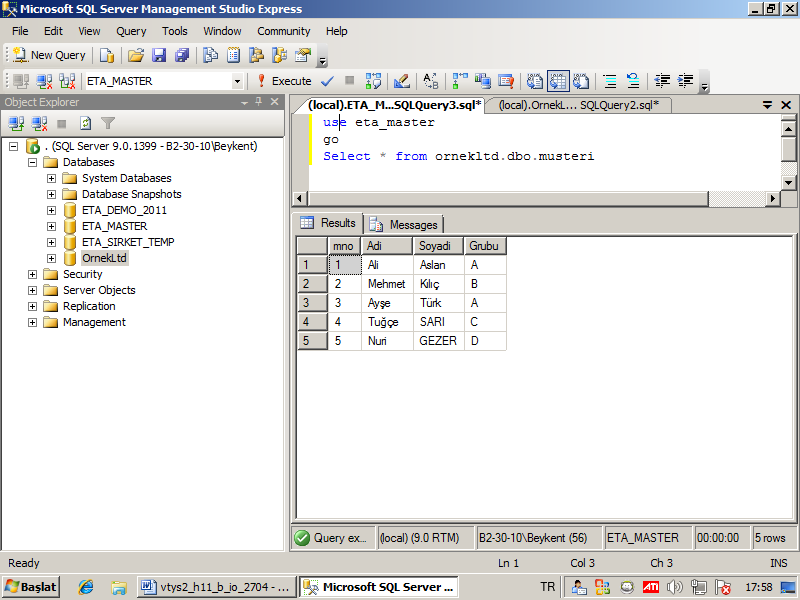 Microsoft SQL Server Management Studio Express
File Edit View Query Tools Window Community Help
New Query
ETA_MASTER Execute
Object Explorer
(local).ETA_M...SQLQuery3.sql* (local).OrnekL... SQLQuery2.sql*
. (SQL Server 9.0.1399 - B2-30-10\Beykent)
Databases
System Databases
Database Snapshots
ETA_DEMO_2011
ETA_MASTER
ETA_SIRKET_TEMP
OrnekLtd
Security
Server Objects
Replication
Management
use eta_master
go
Select * from ornekltd.dbo.musteri
Results Messages
mno Adi Soyadi Grubu
1 1 Ali Aslan A
2 2 Mehmet Kılıç B
3 3 Ayşe Türk A
4 4 Tuğçe SARI C
5 5 Nuri GEZER D
Query ex... (local) (9.0 RTM) B2-30-10\Beykent (56) ETA_MASTER 00:00:00 5 rows
Ready Ln 1 Col 3 Ch 3 INS
Başlat vtys2_h11_b_io_2704 - ... Microsoft SQL Server ... TR ATI 17:58